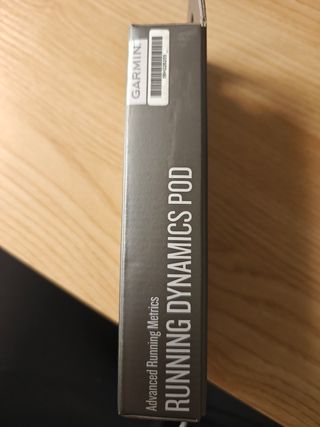 GARMIN
Advanced Running Metrics
RUNNING DYNAMICS POD